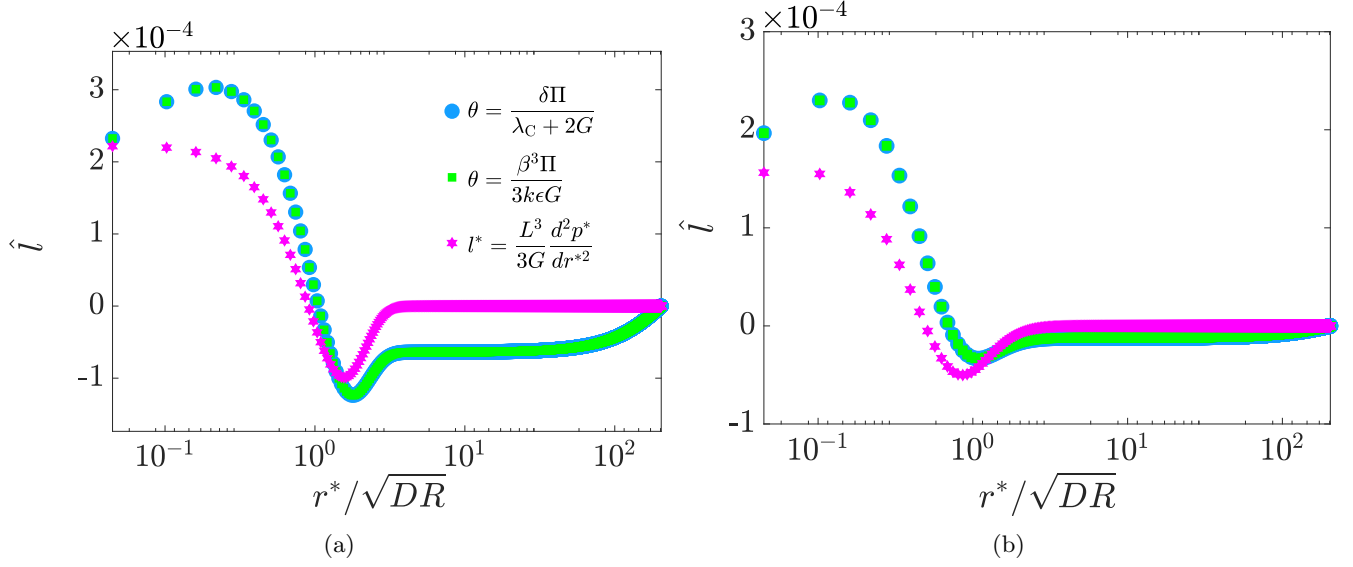 ×10⁻⁴
3
2
1
0
-1
l̂
θ = δΠ / (λ_C + 2G)
θ = β³Π / (3kϵG)
l* = (L³ / 3G) (d²p* / dr*²)
10⁻¹ 10⁰ 10¹ 10²
r*/√DR
(a)
3 ×10⁻⁴
2
1
0
-1
l̂
10⁻¹ 10⁰ 10¹ 10²
r*/√DR
(b)